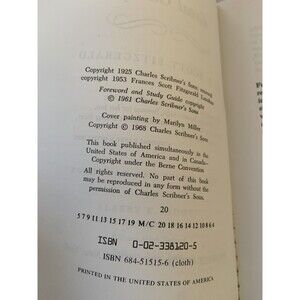 FITZGERALD
Copyright 1925 Charles Scribner's Sons
copyright 1953 Frances Scott Fitzgerald Lanahan
Foreword and Study Guide copyright
© 1961 Charles Scribner's Sons
Cover painting by Marilyn Miller
Copyright © 1968 Charles Scribner's Sons
This book published simultaneously in the
United States of America and in Canada—
Copyright under the Berne Convention
All rights reserved. No part of this book
may be reproduced in any form without the
permission of Charles Scribner's Sons.
20
5 7 9 11 13 15 17 19 M/C 20 18 16 14 12 10 8 6 4
ISBN 0-02-338120-5
ISBN 684-51515-6 (cloth)
PRINTED IN THE UNITED STATES OF AMERICA